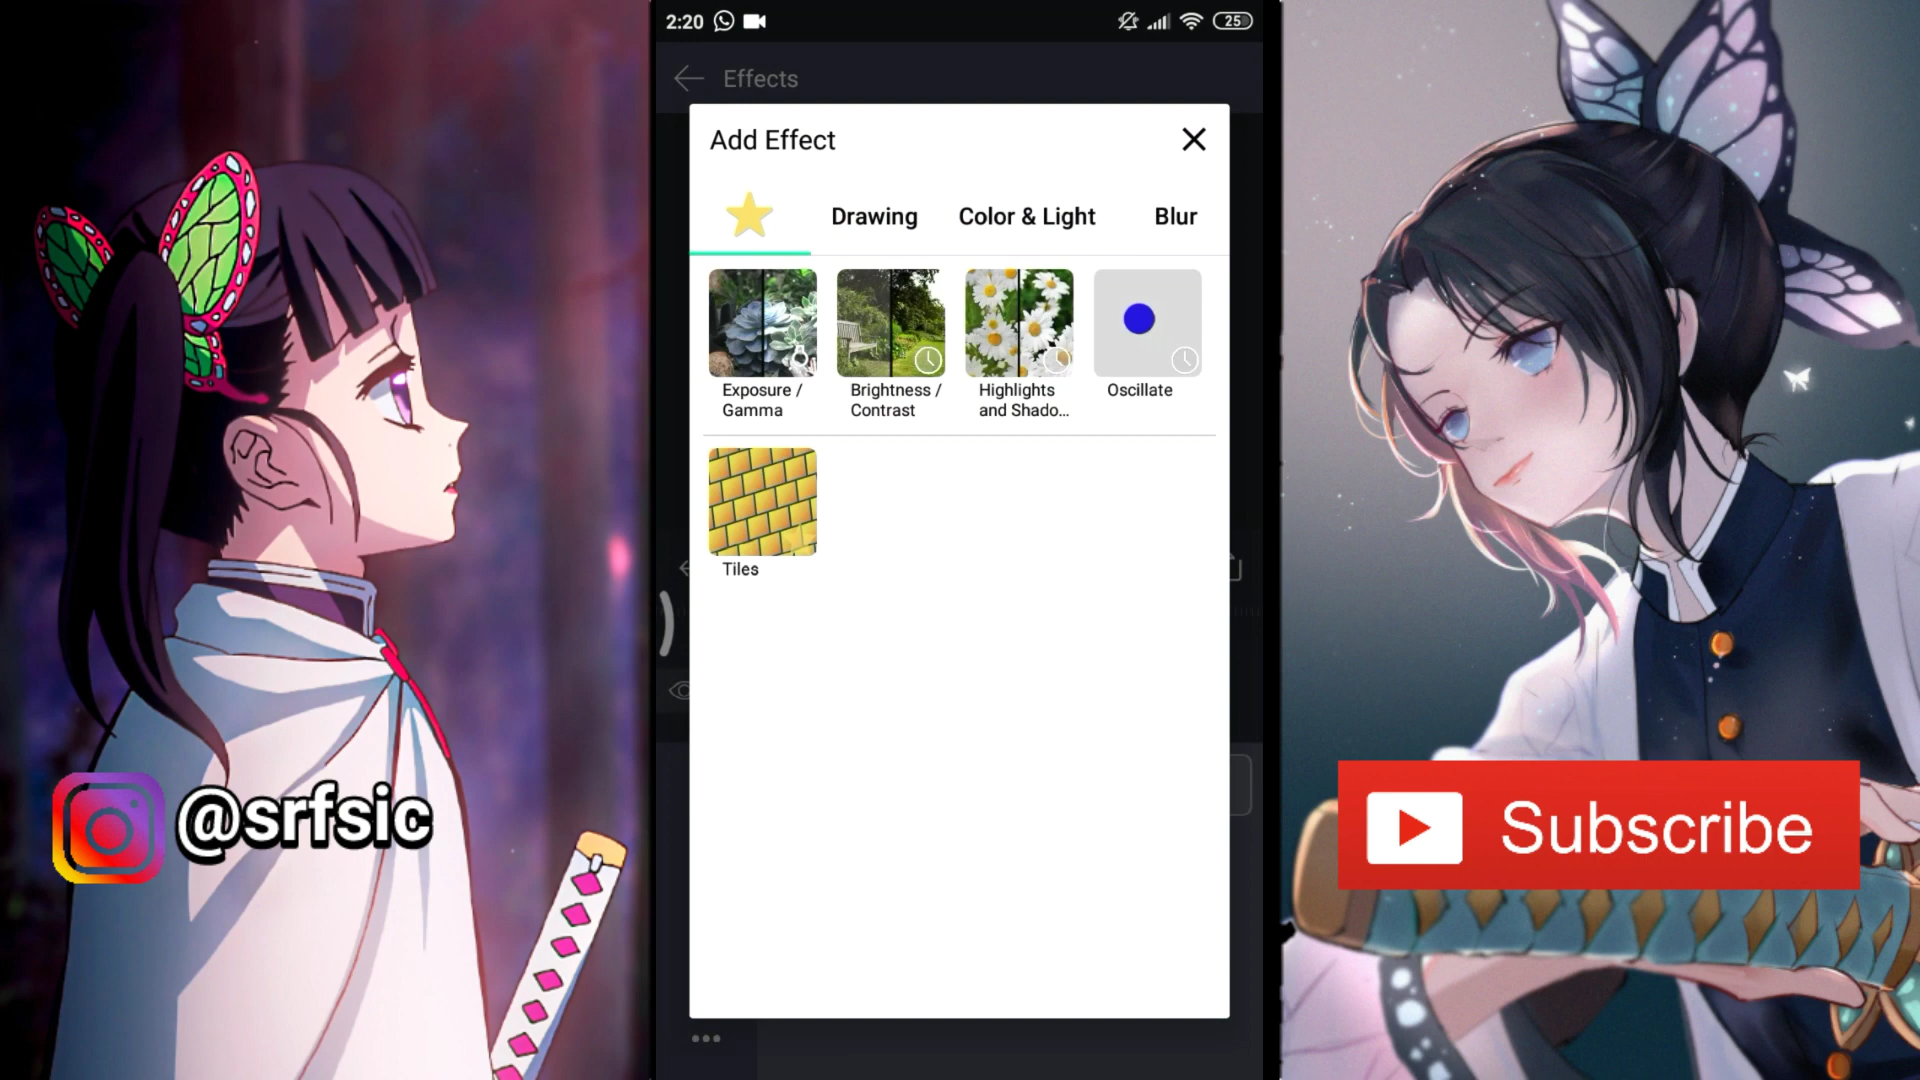 2:20
25
Effects
Add Effect
Drawing
Color & Light
Blur
Exposure /
Gamma
Brightness /
Contrast
Highlights
and Shado...
Oscillate
Tiles
@srfsic
Subscribe